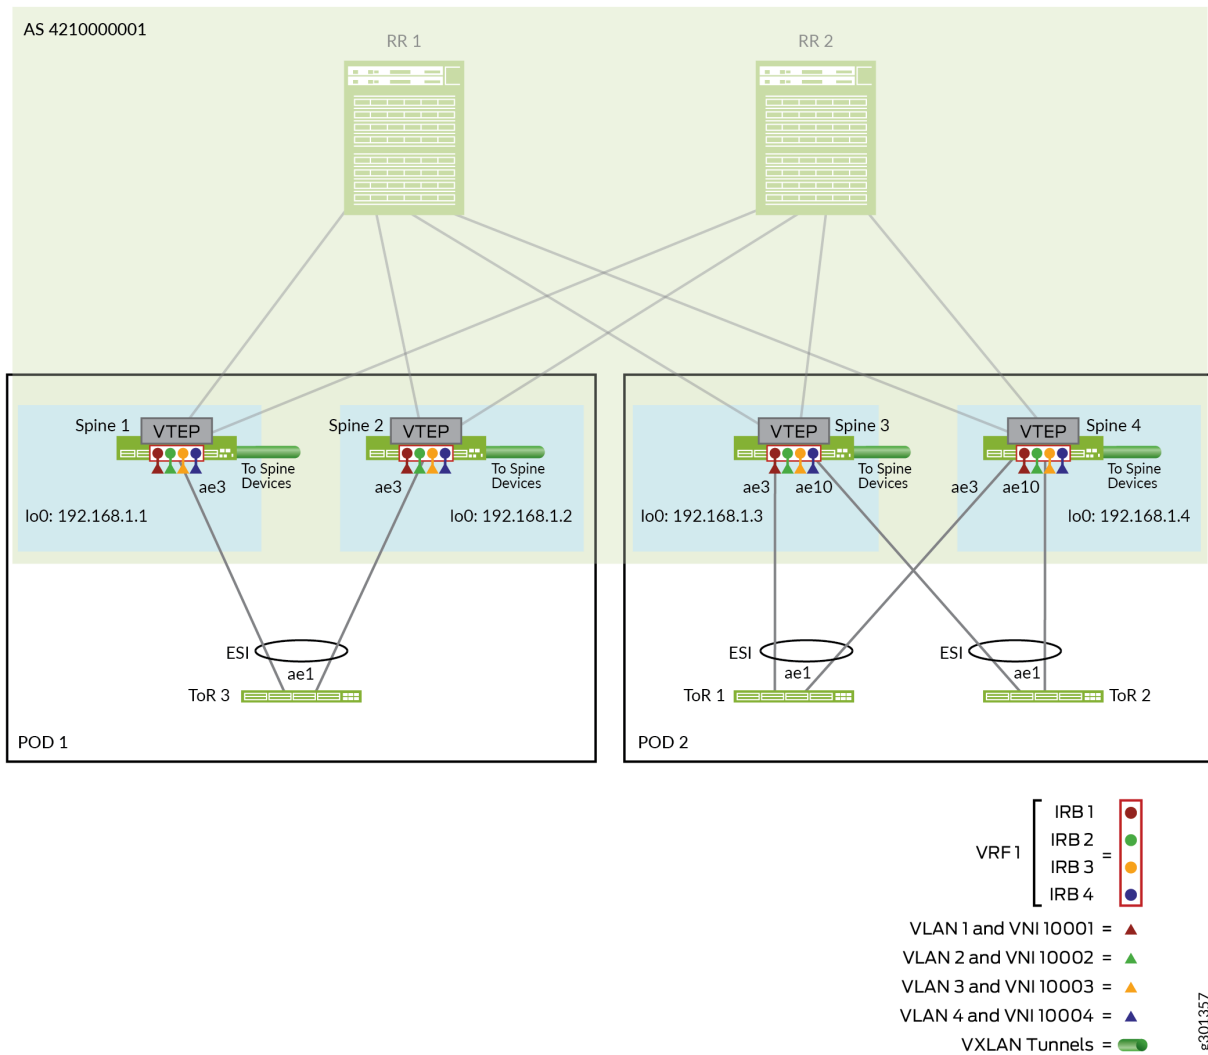 AS 4210000001
RR 1
RR 2
Spine 1
VTEP
To Spine
Devices
ae3
lo0: 192.168.1.1
Spine 2
VTEP
To Spine
Devices
ae3
lo0: 192.168.1.2
VTEP
Spine 3
To Spine
Devices
ae3
ae10
lo0: 192.168.1.3
VTEP
Spine 4
To Spine
Devices
ae3
ae10
lo0: 192.168.1.4
ESI
ae1
ToR 3
POD 1
ESI
ae1
ToR 1
ESI
ae1
ToR 2
POD 2
VRF 1
IRB 1
IRB 2
IRB 3
IRB 4
=
VLAN 1 and VNI 10001 =
VLAN 2 and VNI 10002 =
VLAN 3 and VNI 10003 =
VLAN 4 and VNI 10004 =
VXLAN Tunnels =
g301357